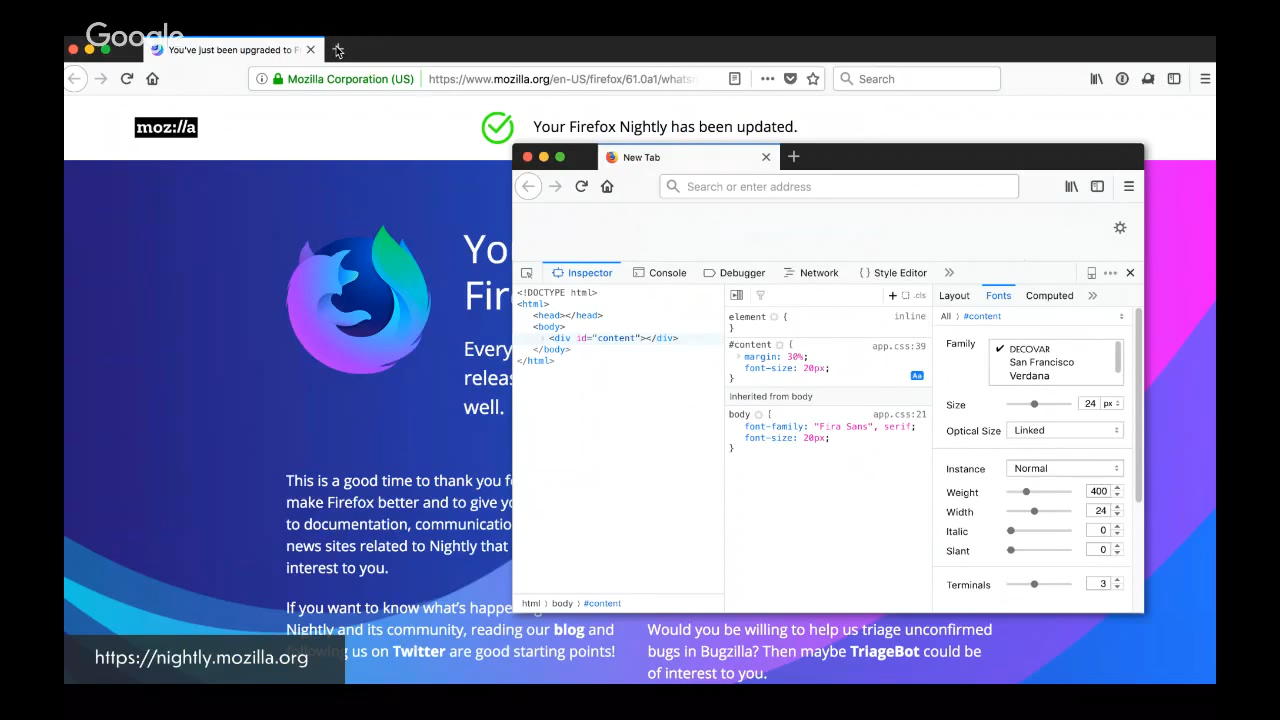 Google
You've just been upgraded to F
Mozilla Corporation (US)
https://www.mozilla.org/en-US/firefox/61.0a1/whats
Search
moz://a
Your Firefox Nightly has been updated.
New Tab
Search or enter address
Yo
Fir
Every
relea
well.
Inspector
Console
Debugger
Network
{ } Style Editor
<!DOCTYPE html>
<html>
<head></head>
<body>
<div id="content"></div>
</body>
</html>
html > body > #content
+ .cls
element { inline
}
#content { app.css:39
margin: 30%;
font-size: 20px;
}
Aa
Inherited from body
body { app.css:21
font-family: "Fira Sans", serif;
font-size: 20px;
}
Layout Fonts Computed
All > #content
Family
✔ DECOVAR
San Francisco
Verdana
Size 24 px
Optical Size Linked
Instance Normal
Weight 400
Width 24
Italic 0
Slant 0
Terminals 3
This is a good time to thank you f
make Firefox better and to give yo
to documentation, communicatio
news sites related to Nightly that
interest to you.
If you want to know what's happe
Nightly and its community, reading our blog and
following us on Twitter are good starting points!
Would you be willing to help us triage unconfirmed
bugs in Bugzilla? Then maybe TriageBot could be
of interest to you.
https://nightly.mozilla.org